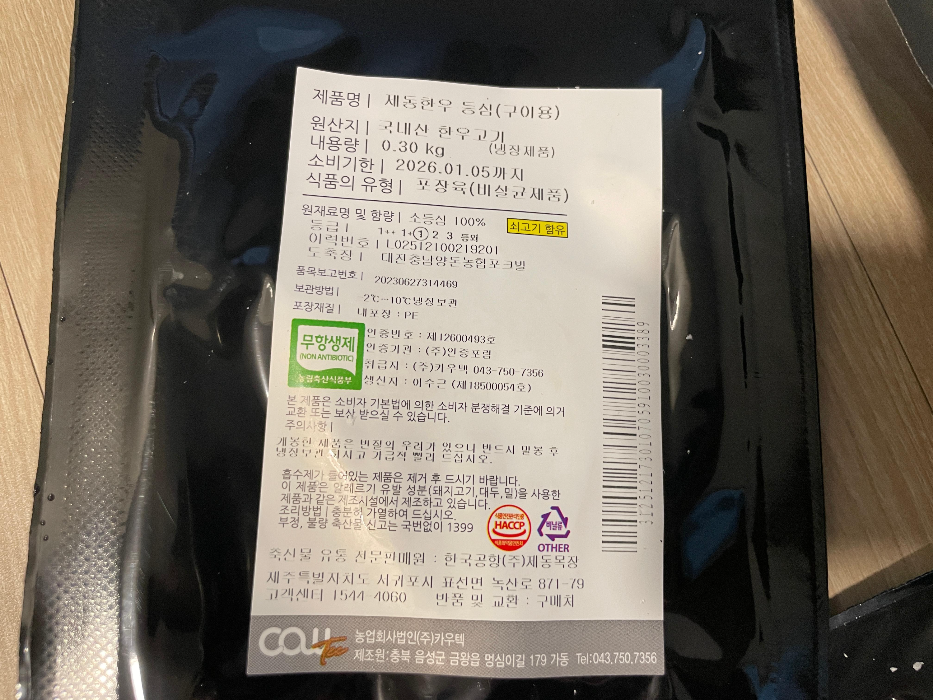 제품명 | 제동한우 등심(구이용)
원산지 | 국내산 한우고기
내용량 | 0.30 kg (냉장제품)
소비기한 | 2026.01.05까지
식품의 유형 | 포장육(비살균제품)
원재료명 및 함량 | 소등심 100% 쇠고기 함유
등급 | 1++ 1+ 1 2 3 등외
이력번호 | L02512100219201
도축장 | 대전충남양돈농협포크빌
품목보고번호 | 20230627314469
보관방법 | -2℃~10℃냉장보관
포장재질 | 내포장 : PE
무항생제
(NON ANTIBIOTIC)
농림축산식품부
인증번호 : 제12600493호
인증기관 : (주)인증포럼
취급자 : (주)카우텍 043-750-7356
생산자 : 이수근 (제18500054호)
본 제품은 소비자 기본법에 의한 소비자 분쟁해결 기준에 의거
교환 또는 보상 받으실 수 있습니다.
주의사항 |
개봉한 제품은 변질의 우려가 있으니 반드시 밀봉 후
냉장보관 하시고 가급적 빨리 드십시오.
흡수제가 들어있는 제품은 제거 후 드시기 바랍니다.
이 제품은 알레르기 유발 성분(돼지고기,대두,밀)을 사용한
제품과 같은 제조시설에서 제조하고 있습니다.
조리방법 | 충분히 가열하여 드십시오.
부정, 불량 축산물 신고는 국번없이 1399
HACCP
비닐류
OTHER
축산물 유통 전문판매원 : 한국공항(주)제동목장
제주특별자치도 서귀포시 표선면 녹산로 871-79
고객센터 1544-4060 반품 및 교환 : 구매처
COW Tec 농업회사법인(주)카우텍
제조원:충북 음성군 금왕읍 멍심이길 179 가동 Tel:043.750.7356